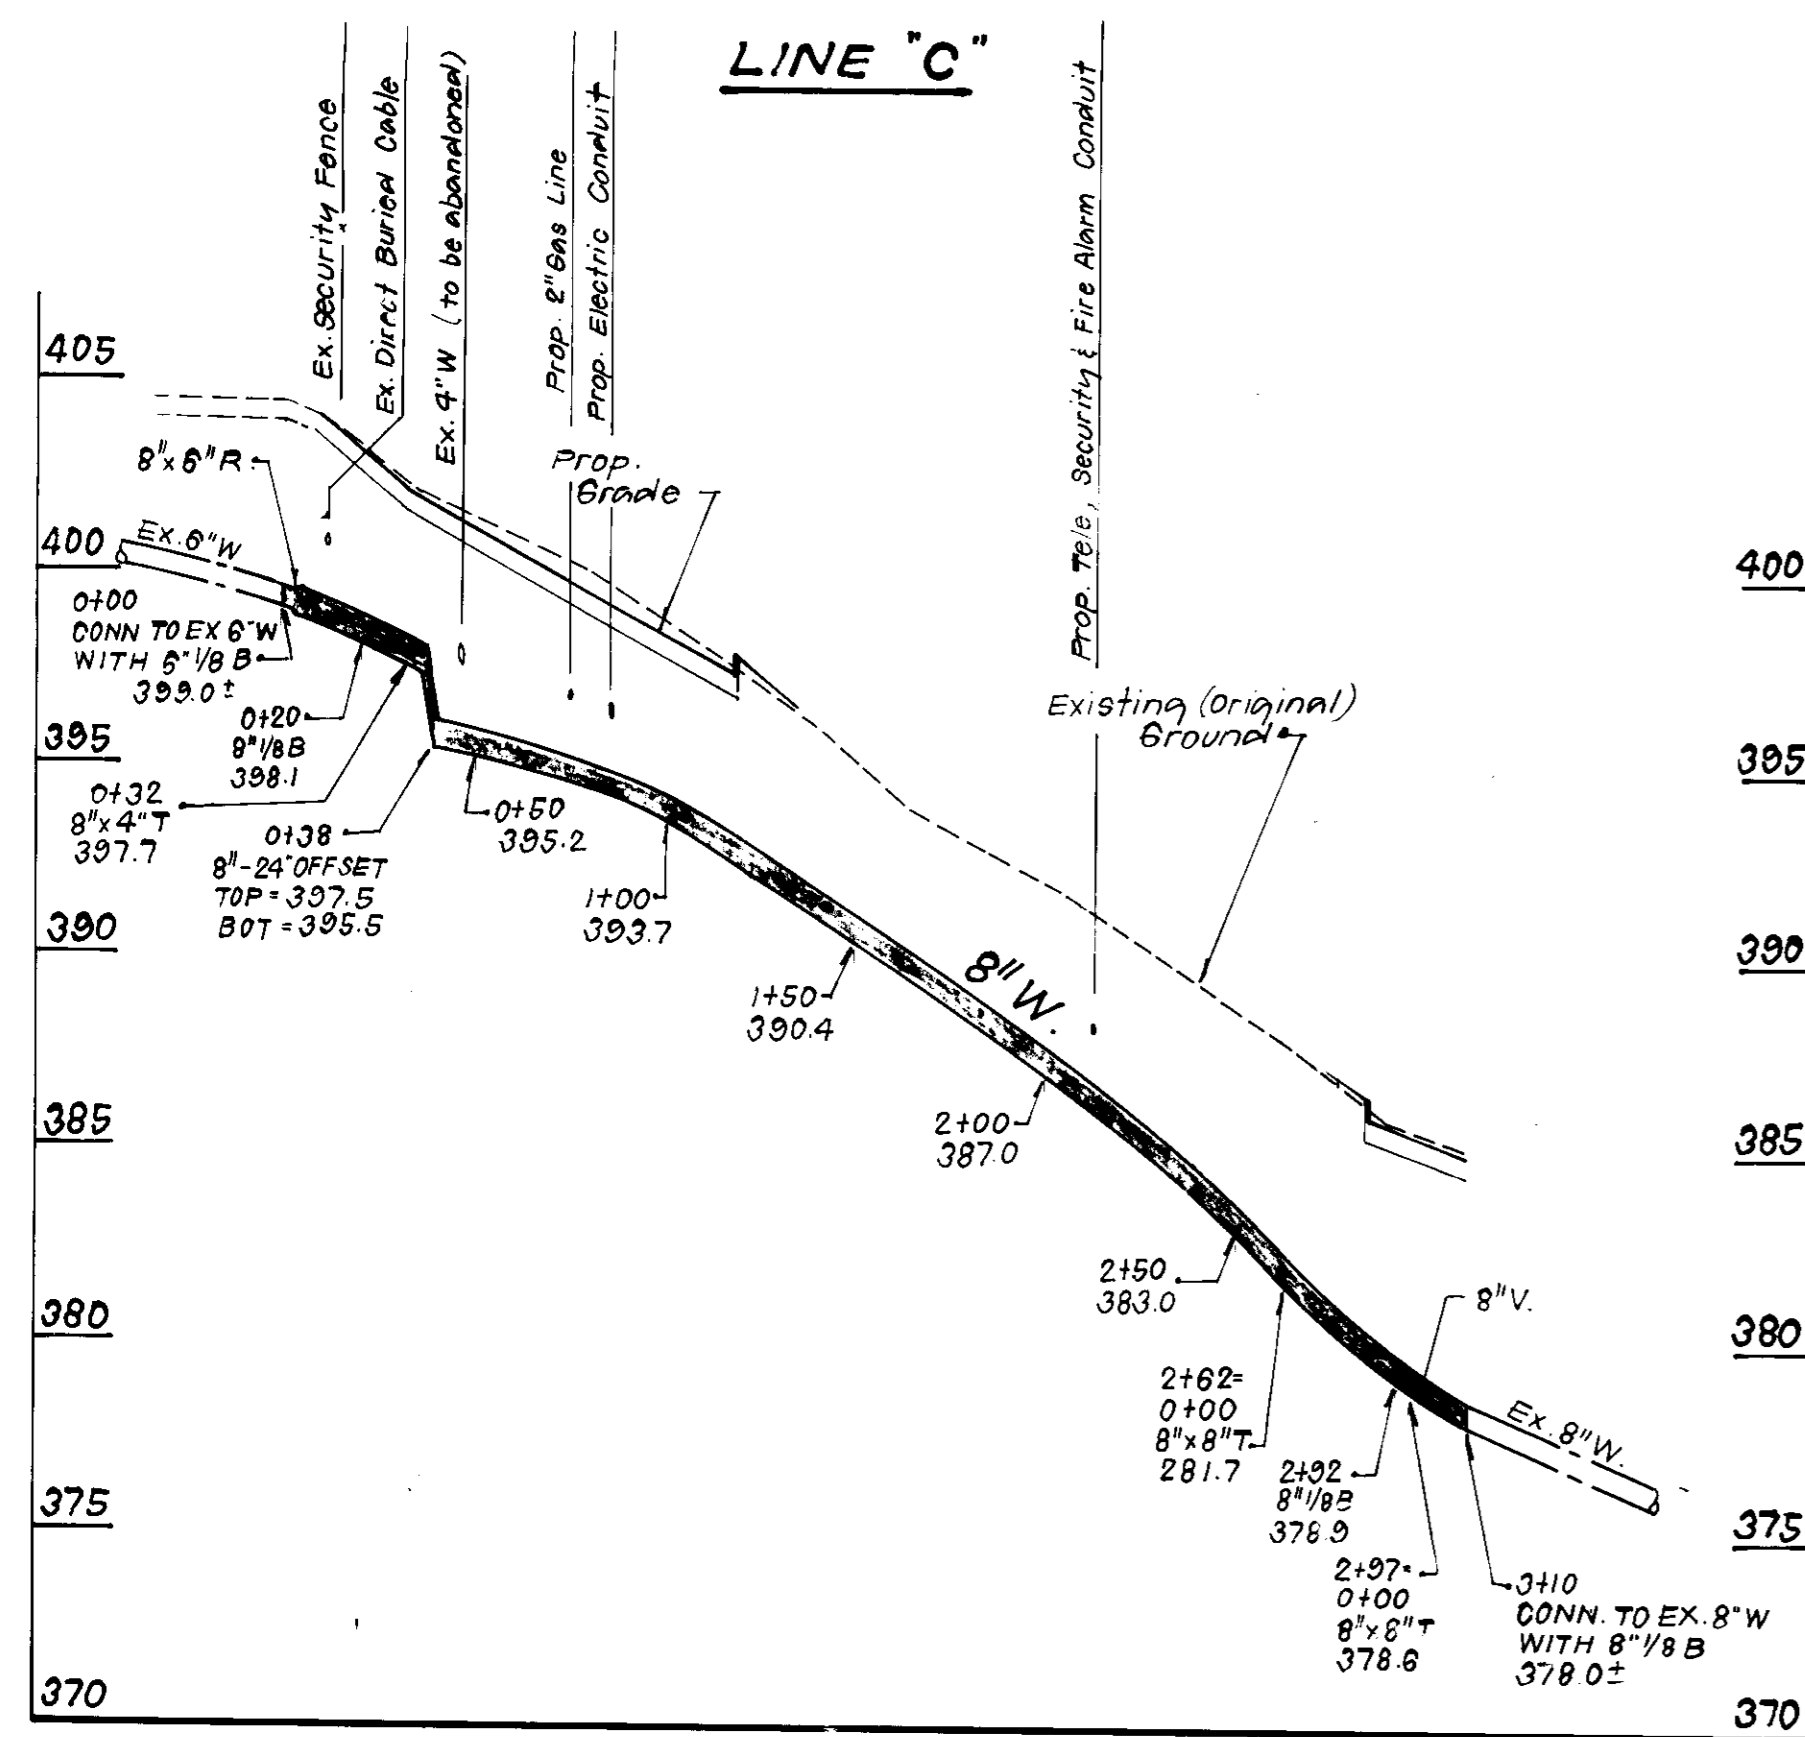 LINE "C"
Ex. Security Fence
Ex. Direct Buried Cable
Ex. 4"W (to be abandoned)
Prop. 2" Gas Line
Prop. Electric Conduit
Prop. Tele, Security & Fire Alarm Conduit
405
400
395
390
385
380
375
370
8"x6"R
Ex. 6"W
0+00
CONN TO EX 6"W
WITH 6" 1/8 B
399.0±
0+20
8" 1/8 B
398.1
0+32
8"x4"T
397.7
0+38
8"-24" OFFSET
TOP = 397.5
BOT = 395.5
0+50
395.2
Prop.
Grade
1+00
393.7
1+50
390.4
8" W.
2+00
387.0
Existing (Original)
Ground
2+50
383.0
2+62=
0+00
8"x8"T
281.7
8"V.
2+92
8" 1/8 B
378.9
2+97=
0+00
8"x8"T
378.6
3+10
CONN. TO EX. 8"W
WITH 8" 1/8 B
378.0±
Ex. 8"W.
400
395
390
385
380
375
370